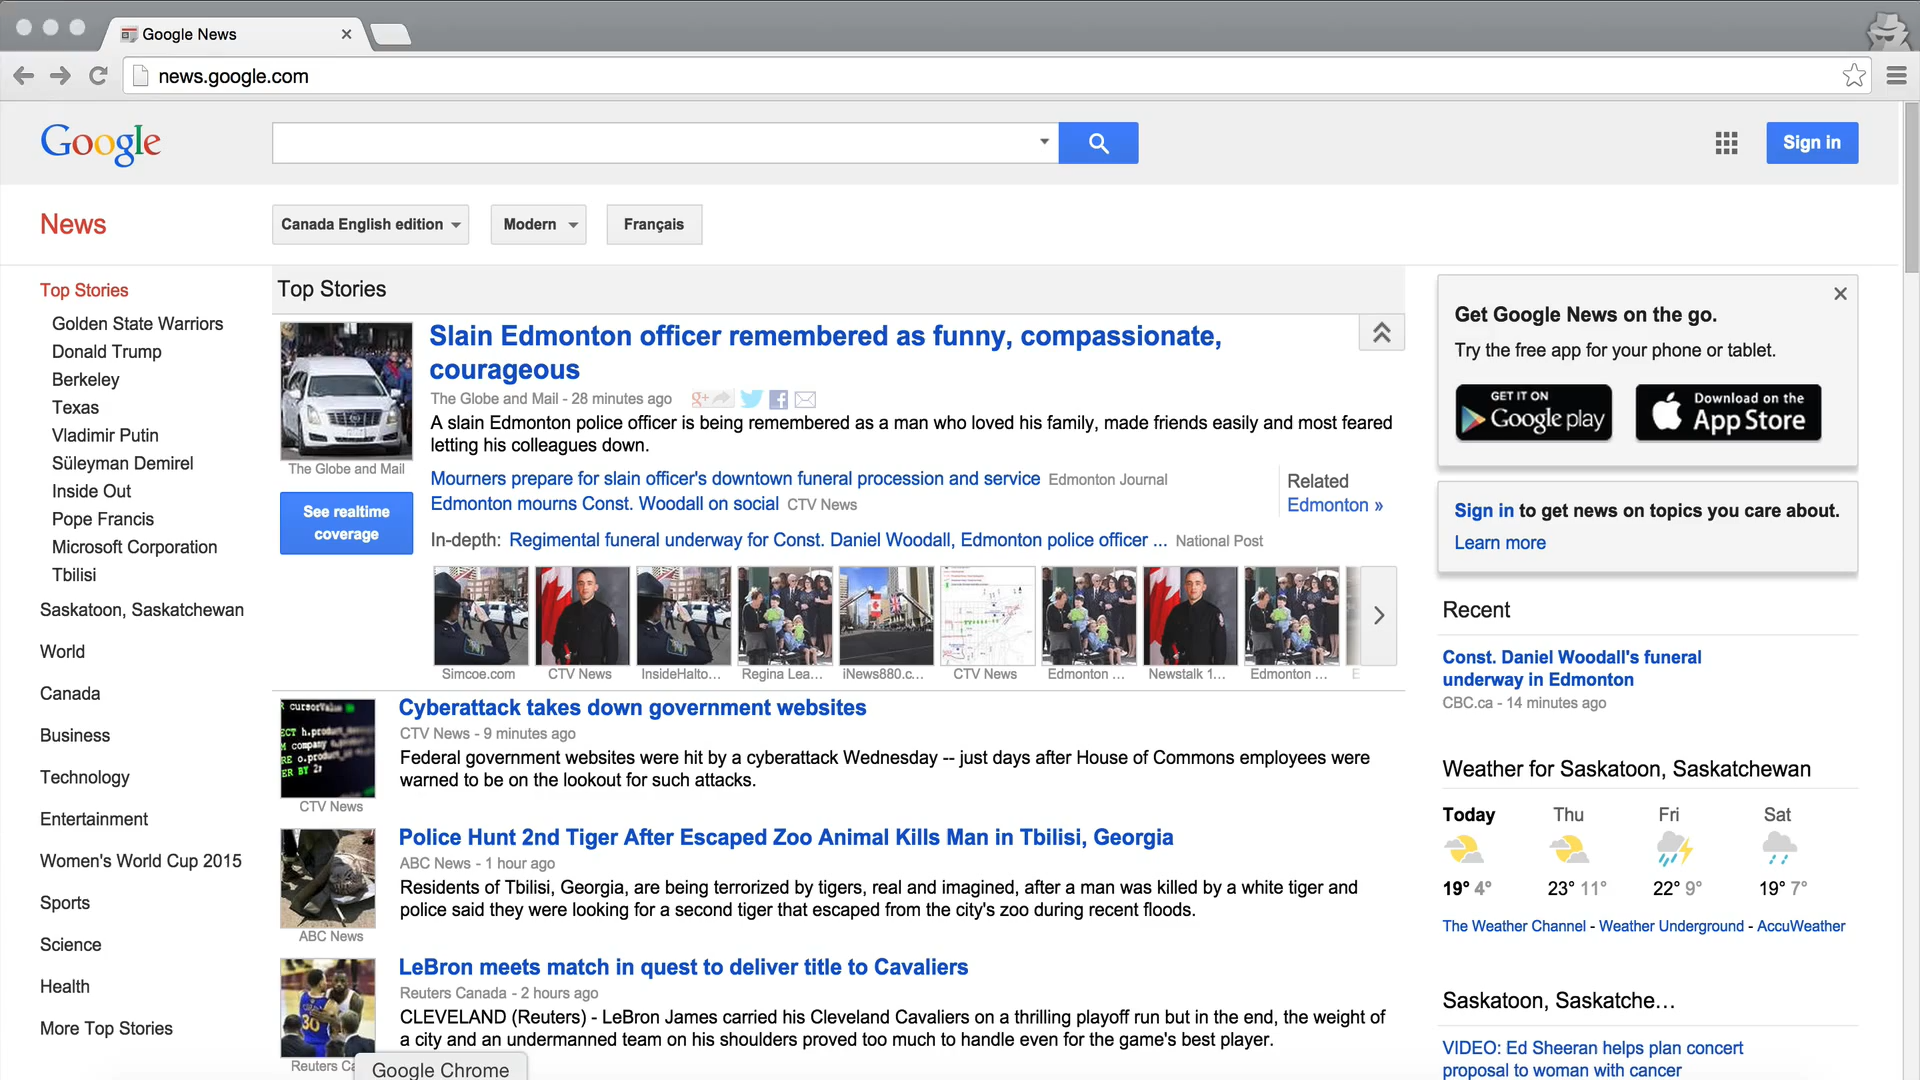 Google News
news.google.com
Google
Sign in
News
Canada English edition
Modern
Français
Top Stories
Golden State Warriors
Donald Trump
Berkeley
Texas
Vladimir Putin
Süleyman Demirel
Inside Out
Pope Francis
Microsoft Corporation
Tbilisi
Saskatoon, Saskatchewan
World
Canada
Business
Technology
Entertainment
Women's World Cup 2015
Sports
Science
Health
More Top Stories
Top Stories
The Globe and Mail
See realtime
coverage
Slain Edmonton officer remembered as funny, compassionate,
courageous
The Globe and Mail - 28 minutes ago
A slain Edmonton police officer is being remembered as a man who loved his family, made friends easily and most feared
letting his colleagues down.
Mourners prepare for slain officer's downtown funeral procession and service Edmonton Journal
Edmonton mourns Const. Woodall on social CTV News
Related
Edmonton »
In-depth: Regimental funeral underway for Const. Daniel Woodall, Edmonton police officer ... National Post
Simcoe.com
CTV News
InsideHalto...
Regina Lea...
iNews880.c...
CTV News
Edmonton ...
Newstalk 1...
Edmonton ...
E
cursorValue
CTV News
Cyberattack takes down government websites
CTV News - 9 minutes ago
Federal government websites were hit by a cyberattack Wednesday -- just days after House of Commons employees were
warned to be on the lookout for such attacks.
ABC News
Police Hunt 2nd Tiger After Escaped Zoo Animal Kills Man in Tbilisi, Georgia
ABC News - 1 hour ago
Residents of Tbilisi, Georgia, are being terrorized by tigers, real and imagined, after a man was killed by a white tiger and
police said they were looking for a second tiger that escaped from the city's zoo during recent floods.
30
Reuters Ca
LeBron meets match in quest to deliver title to Cavaliers
Reuters Canada - 2 hours ago
CLEVELAND (Reuters) - LeBron James carried his Cleveland Cavaliers on a thrilling playoff run but in the end, the weight of
a city and an undermanned team on his shoulders proved too much to handle even for the game's best player.
Google Chrome
Get Google News on the go.
Try the free app for your phone or tablet.
GET IT ON
Google play
Download on the
App Store
Sign in to get news on topics you care about.
Learn more
Recent
Const. Daniel Woodall's funeral
underway in Edmonton
CBC.ca - 14 minutes ago
Weather for Saskatoon, Saskatchewan
Today Thu Fri Sat
19° 4° 23° 11° 22° 9° 19° 7°
The Weather Channel - Weather Underground - AccuWeather
Saskatoon, Saskatche...
VIDEO: Ed Sheeran helps plan concert
proposal to woman with cancer